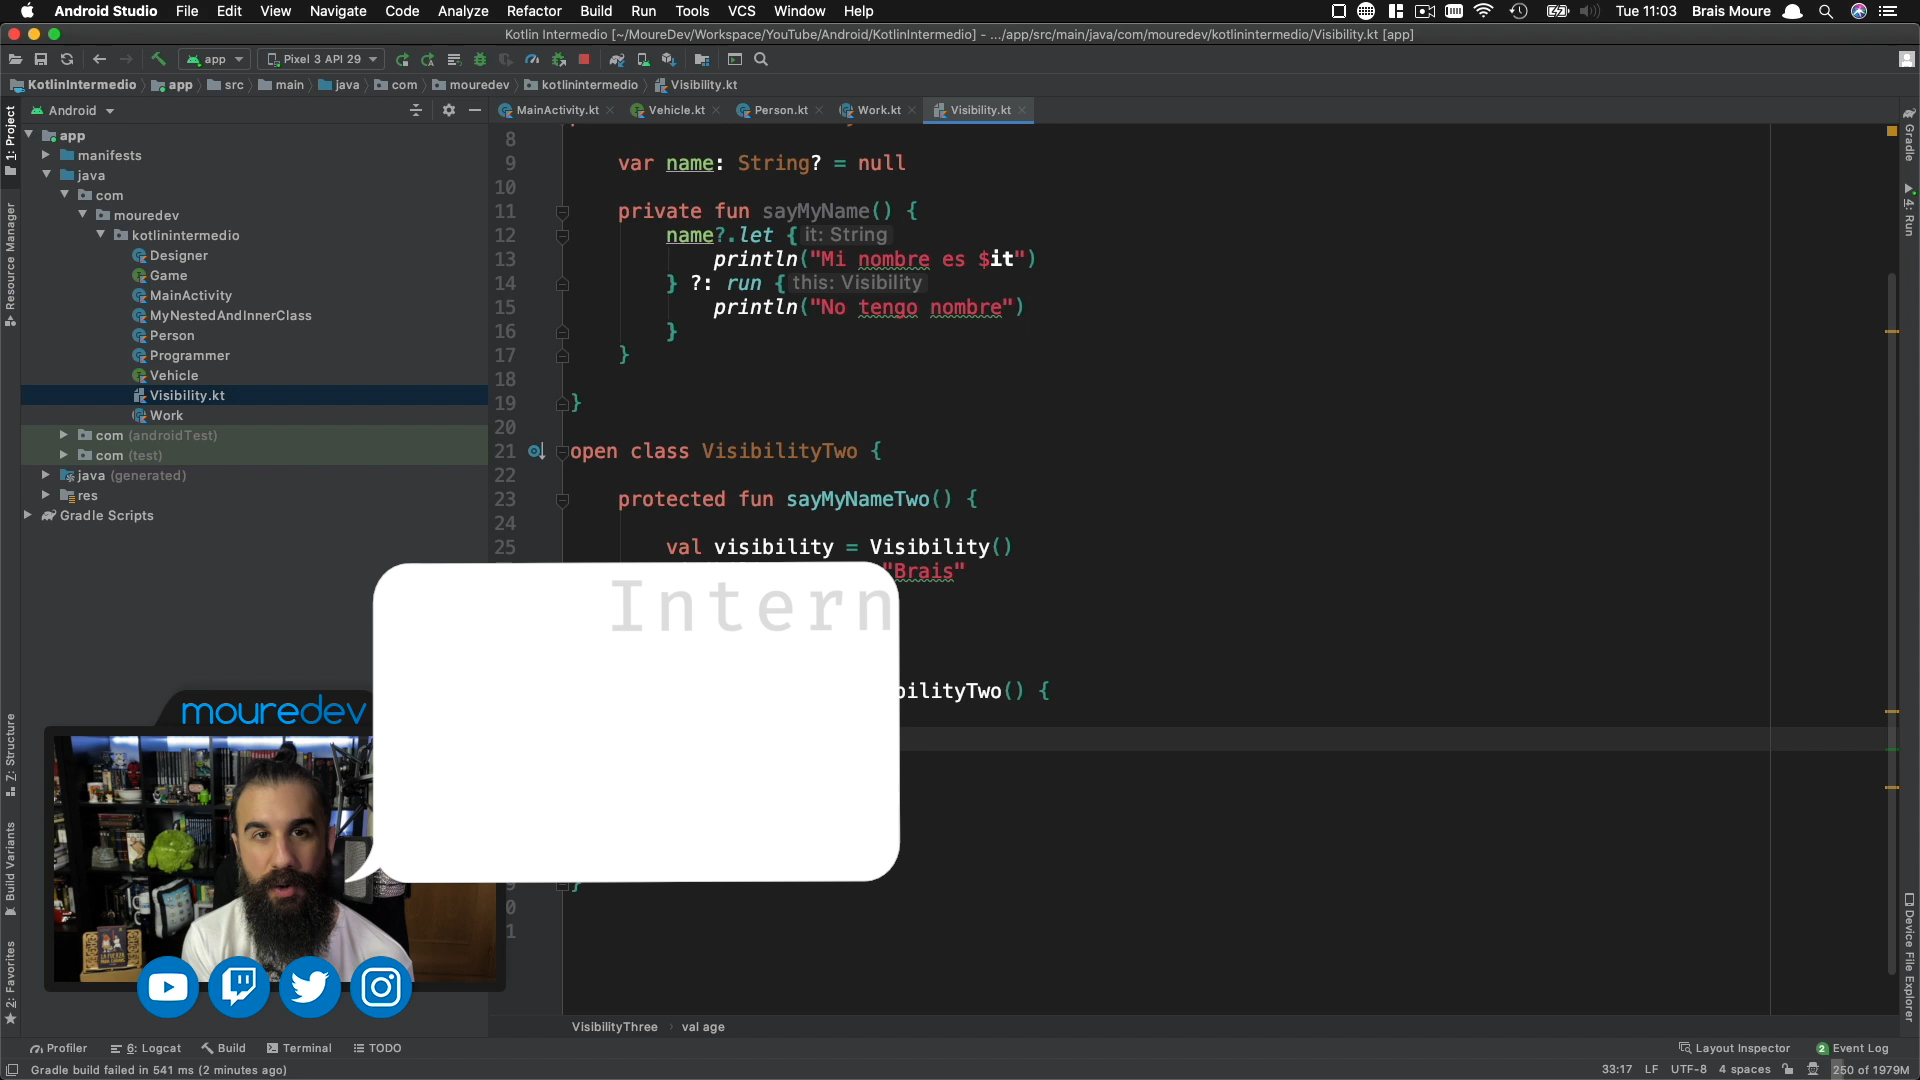 Android Studio File Edit View Navigate Code Analyze Refactor Build Run Tools VCS Window Help Tue 11:03 Brais Moure
Kotlin Intermedio [~/MoureDev/Workspace/YouTube/Android/KotlinIntermedio] - .../app/src/main/java/com/mouredev/kotlinintermedio/Visibility.kt [app]
app Pixel 3 API 29
KotlinIntermedio app src main java com mouredev kotlinintermedio Visibility.kt
Android
MainActivity.kt Vehicle.kt Person.kt Work.kt Visibility.kt
1: Project
Resource Manager
7: Structure
Build Variants
2: Favorites
app
manifests
java
com
mouredev
kotlinintermedio
Designer
Game
MainActivity
MyNestedAndInnerClass
Person
Programmer
Vehicle
Visibility.kt
Work
com (androidTest)
com (test)
java (generated)
res
Gradle Scripts
8
9 var name: String? = null
10
11 private fun sayMyName() {
12 name?.let { it: String
13 println("Mi nombre es $it")
14 } ?: run { this: Visibility
15 println("No tengo nombre")
16 }
17 }
18
19 }
20
21 open class VisibilityTwo {
22
23 protected fun sayMyNameTwo() {
24
25 val visibility = Visibility()
"Brais"
Intern
bilityTwo() {
}
0
1
mouredev
LA FUERZA
Gradle
4: Run
Device File Explorer
VisibilityThree val age
Profiler 6: Logcat Build Terminal TODO Layout Inspector 2 Event Log
Gradle build failed in 541 ms (2 minutes ago) 33:17 LF UTF-8 4 spaces 250 of 1979M